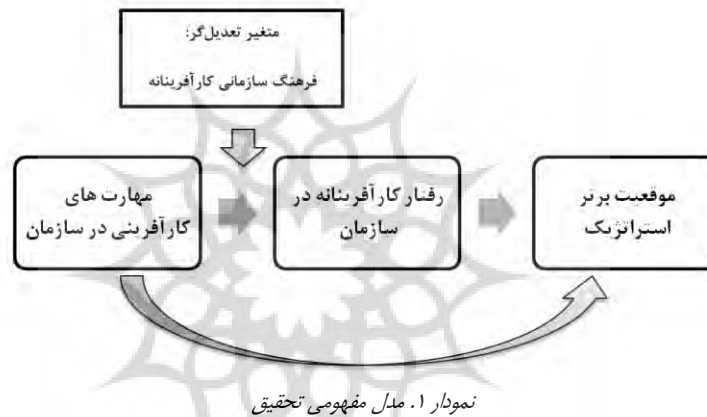 متغیر تعدیل‌گر؛
فرهنگ سازمانی کارآفرینانه
مهارت های
کارآفرینی در سازمان
رفتار کارآفرینانه در
سازمان
موقعیت برتر
استراتژیک
نمودار ۱. مدل مفهومی تحقیق